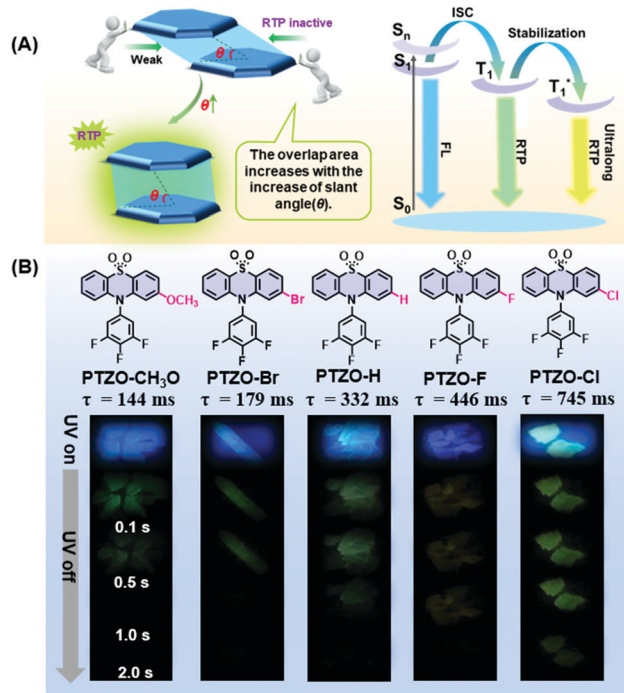 (A)
RTP inactive
Weak
θ
θ↑
RTP
θ
The overlap area
increases with the
increase of slant
angle(θ).
ISC
Stabilization
Sn
S1
T1
T1*
FL
RTP
Ultralong
RTP
S0
(B)
O O
S
N
OCH3
F F
F
O O
S
N
Br
F F
F
O O
S
N
H
F F
F
O O
S
N
F
F F
F
O O
S
N
Cl
F F
F
PTZO-CH3O PTZO-Br PTZO-H PTZO-F PTZO-Cl
τ = 144 ms τ = 179 ms τ = 332 ms τ = 446 ms τ = 745 ms
UV on
UV off
0.1 s
0.5 s
1.0 s
2.0 s